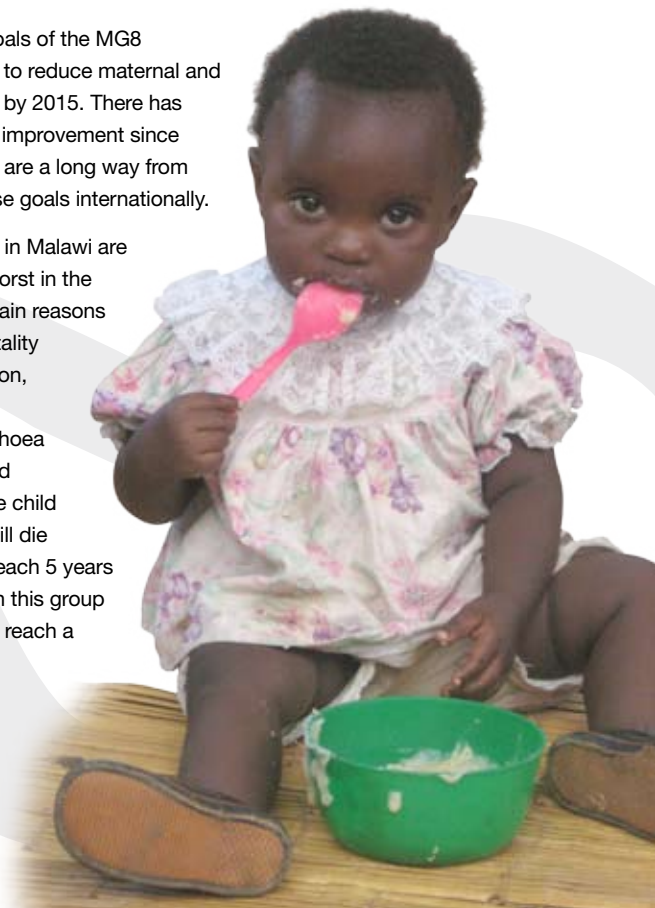 oals of the MG8
to reduce maternal and
by 2015. There has
improvement since
are a long way from
se goals internationally.
in Malawi are
orst in the
ain reasons
tality
on,
hoea
d
e child
ill die
each 5 years
n this group
reach a